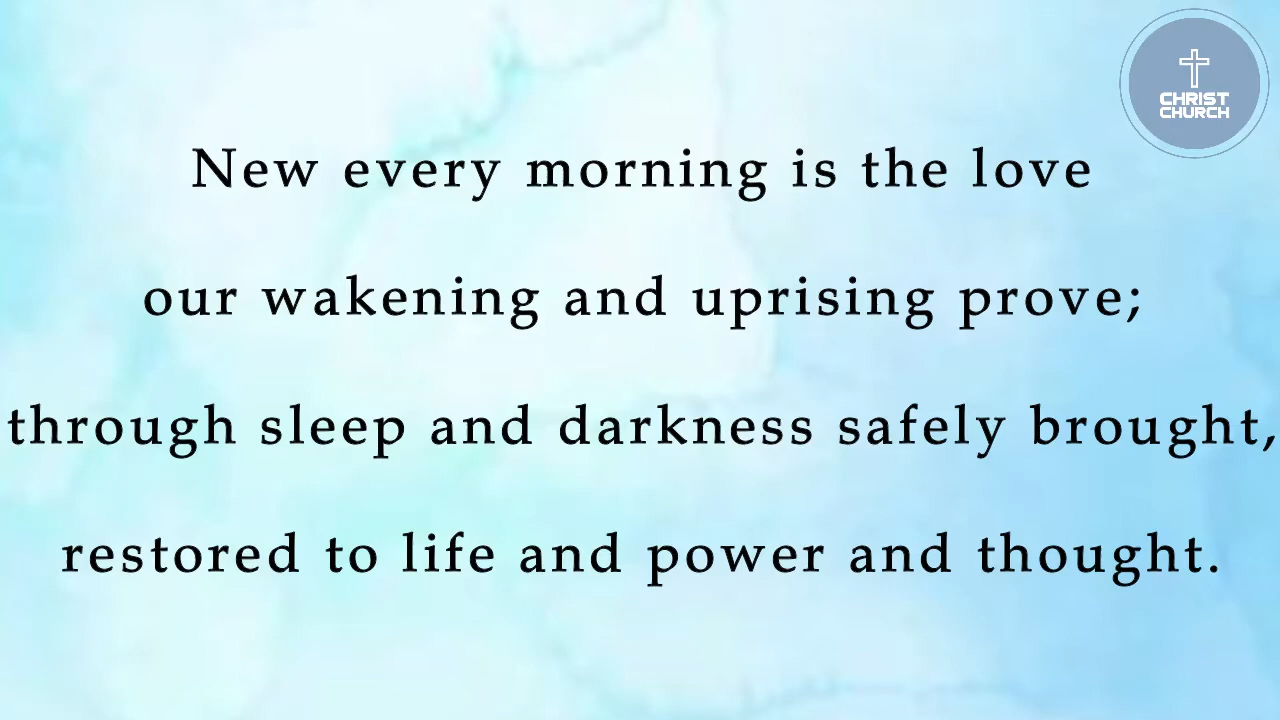 CHRIST
CHURCH
New every morning is the love
our wakening and uprising prove;
through sleep and darkness safely brought,
restored to life and power and thought.